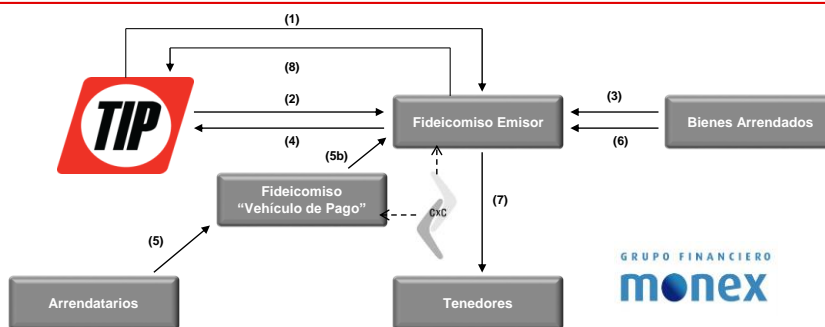 (1)
(8)
TIP
(2)
(3)
Fideicomiso Emisor
Bienes Arrendados
(4)
(6)
(5b)
Fideicomiso
“Vehículo de Pago”
CxC
(7)
(5)
GRUPO FINANCIERO
monex
Arrendatarios
Tenedores